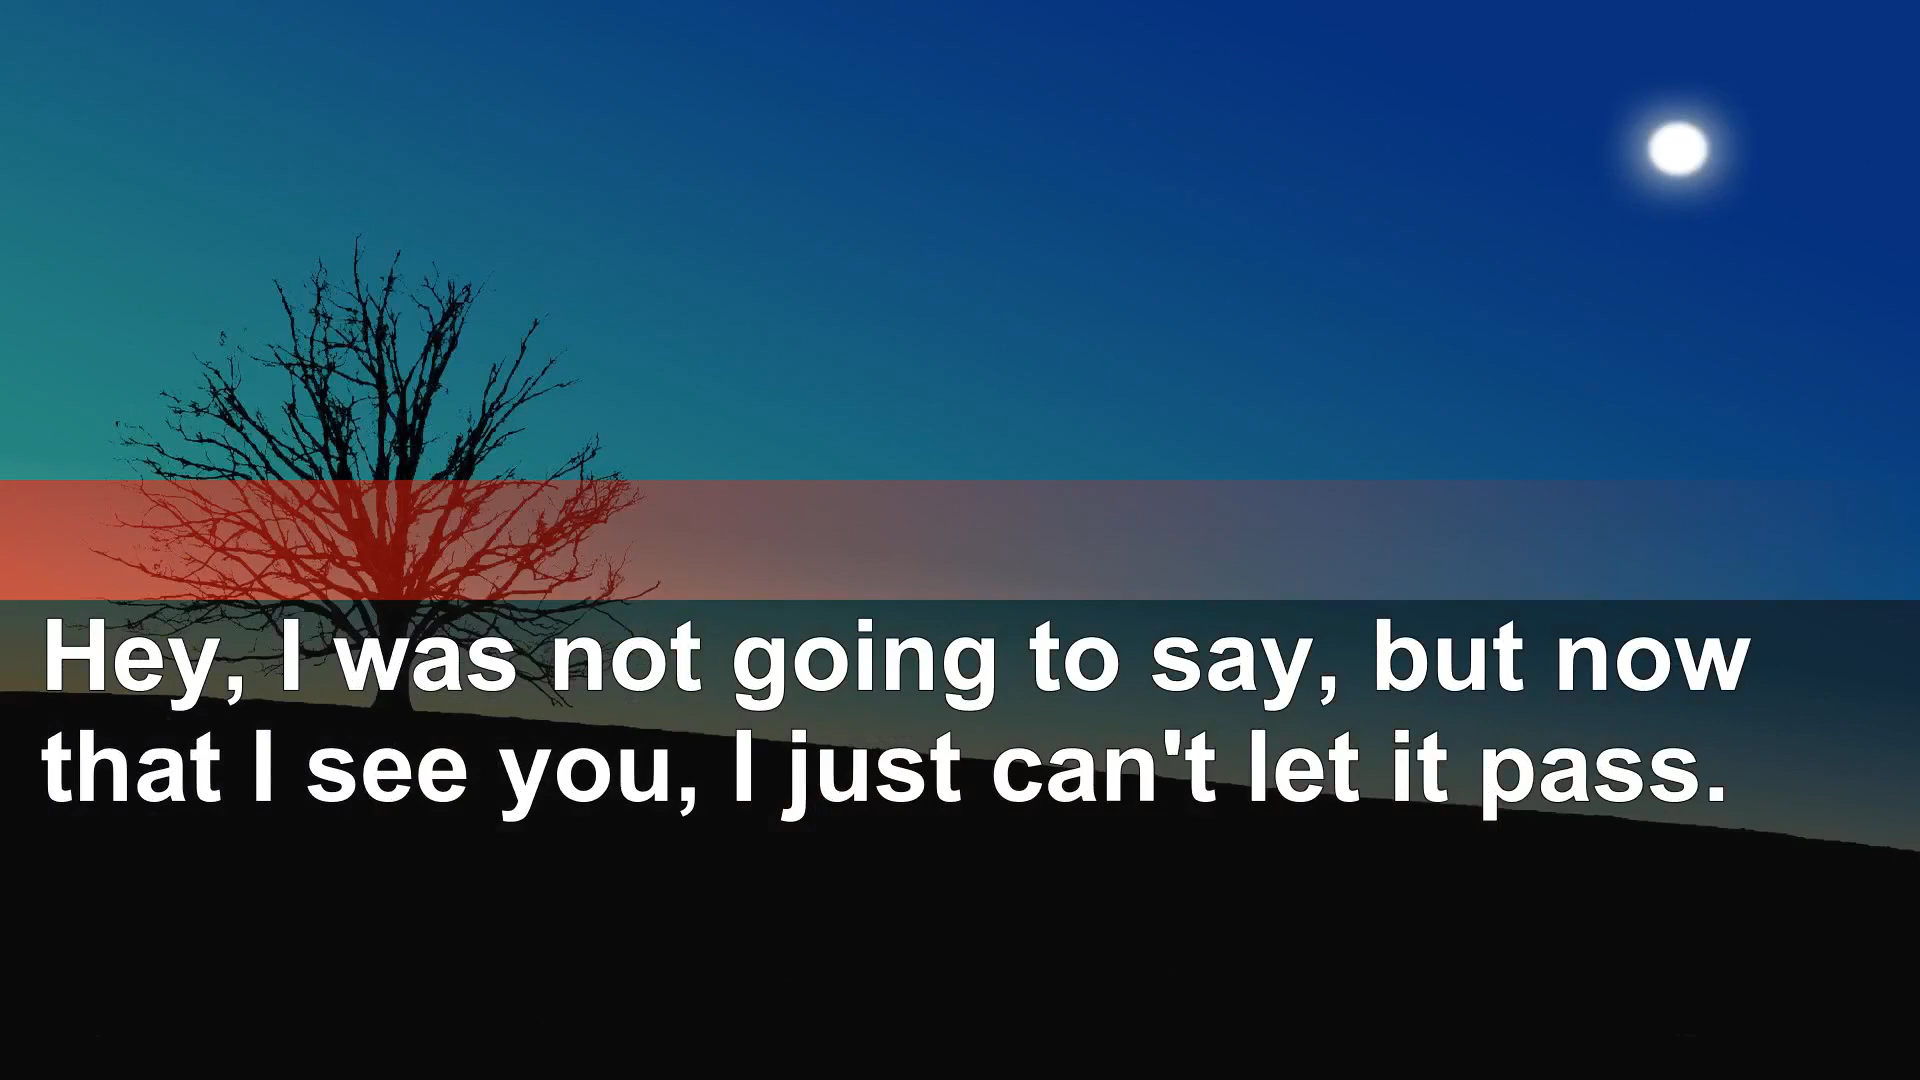 Hey, I was not going to say, but now
that I see you, I just can't let it pass.